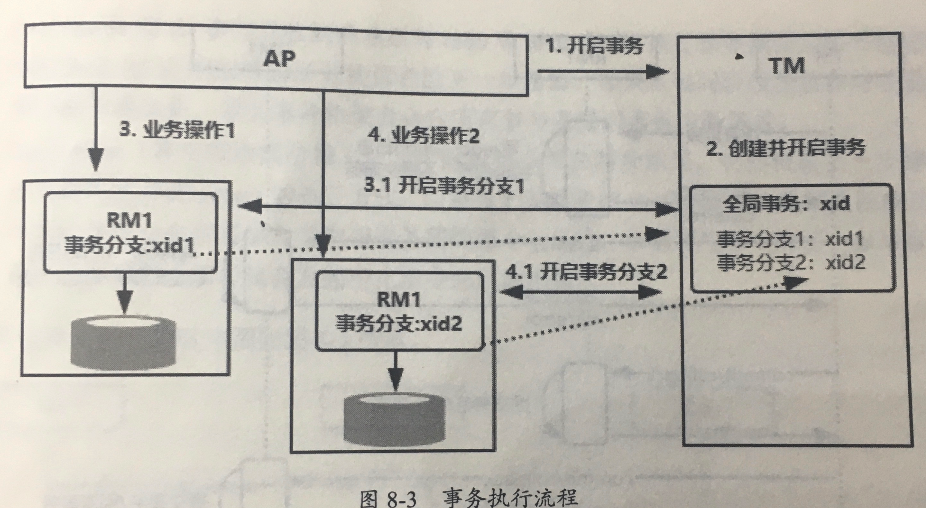 AP
1. 开启事务
TM
3. 业务操作1
4. 业务操作2
2. 创建并开启事务
3.1 开启事务分支1
RM1
事务分支:xid1
全局事务：xid
事务分支1：xid1
事务分支2：xid2
4.1 开启事务分支2
RM1
事务分支:xid2
图 8-3 事务执行流程